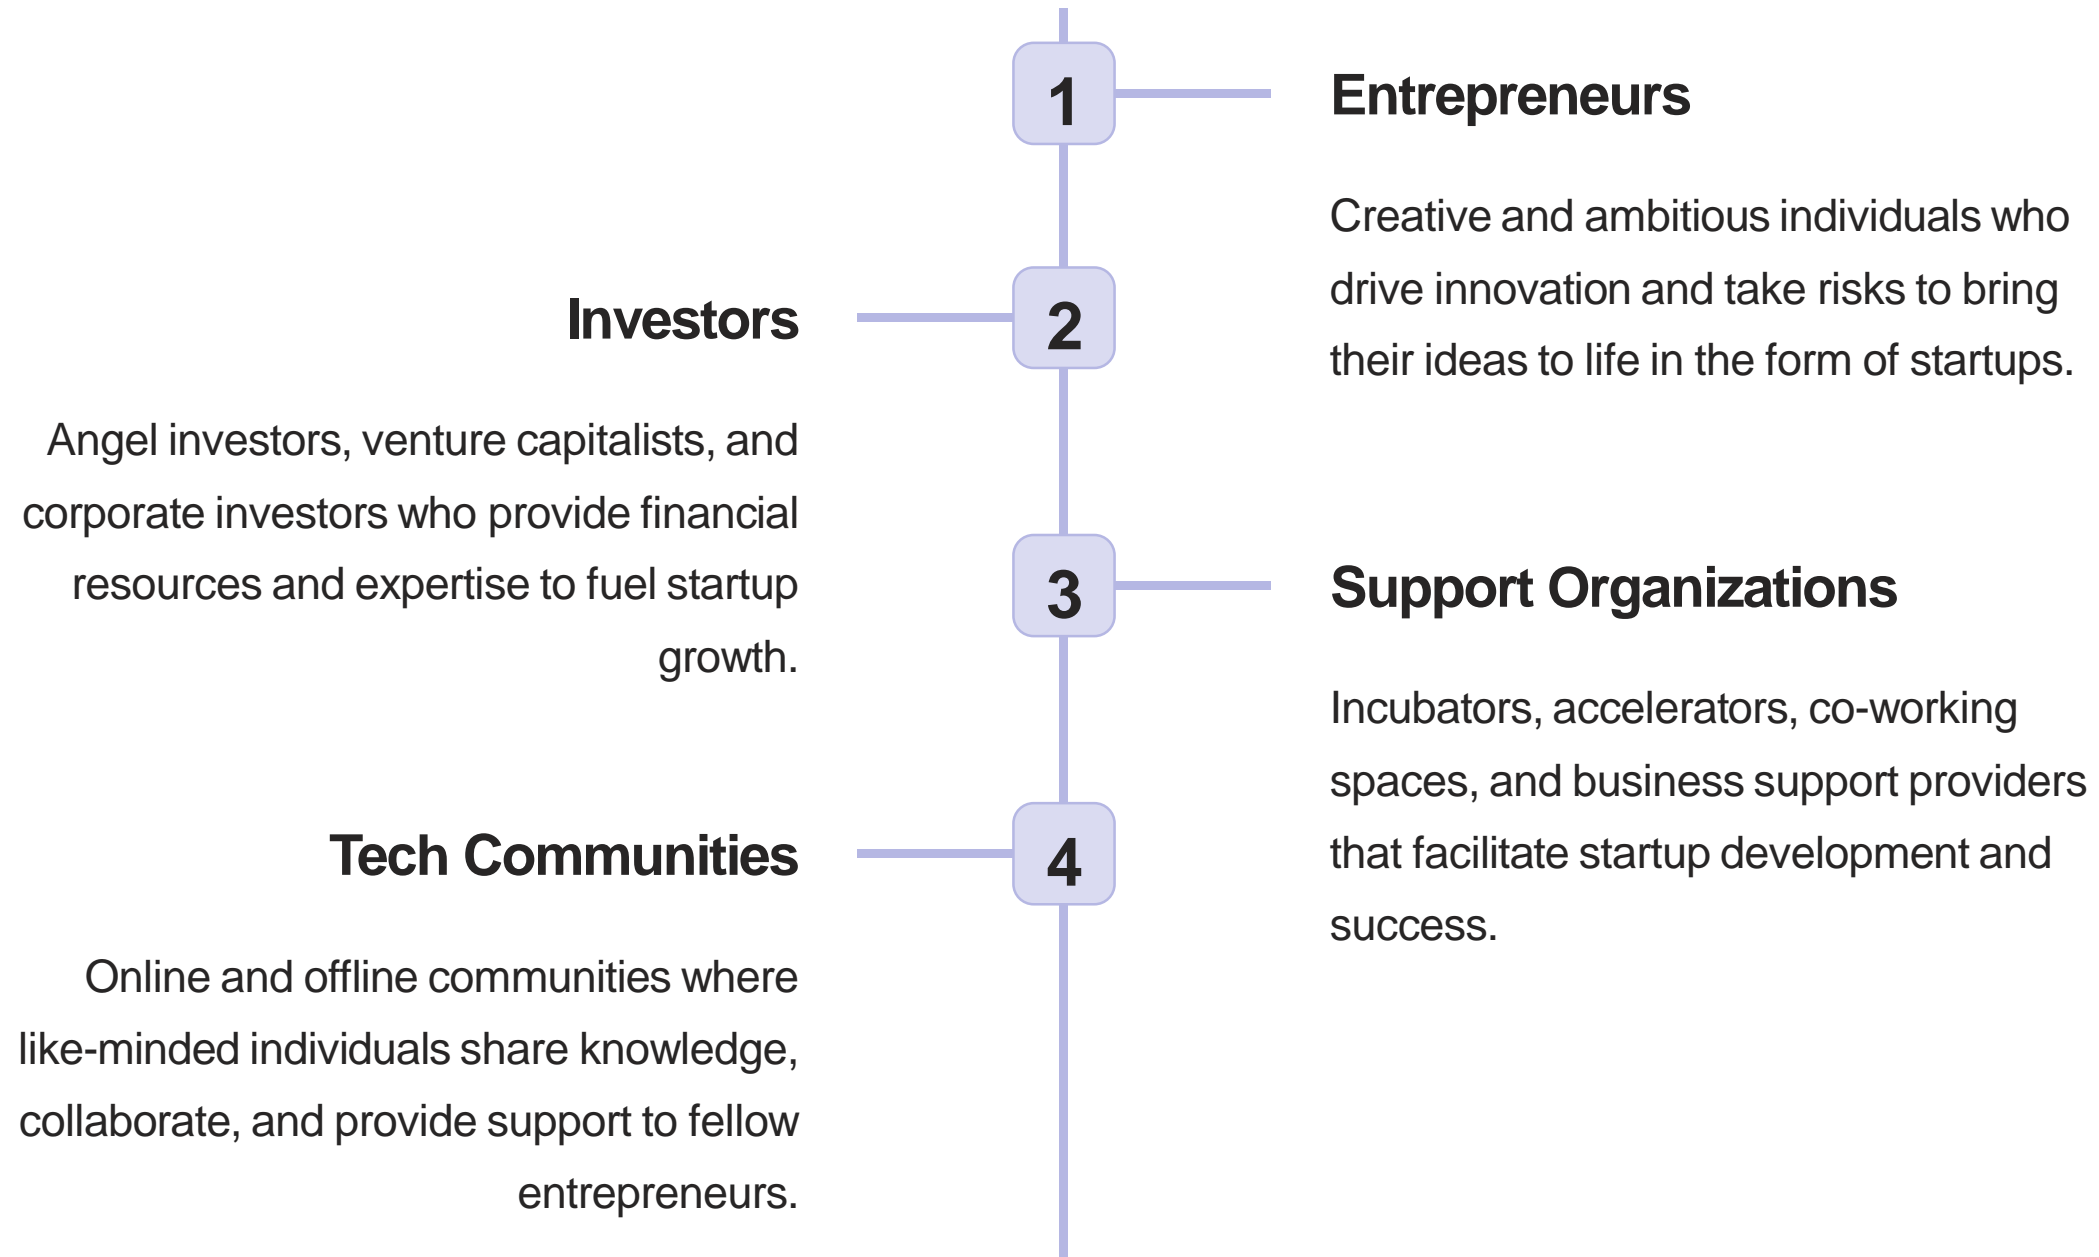 1
Entrepreneurs
Creative and ambitious individuals who
drive innovation and take risks to bring
their ideas to life in the form of startups.
2
Investors
Angel investors, venture capitalists, and
corporate investors who provide financial
resources and expertise to fuel startup
growth.
3
Support Organizations
Incubators, accelerators, co-working
spaces, and business support providers
that facilitate startup development and
success.
4
Tech Communities
Online and offline communities where
like-minded individuals share knowledge,
collaborate, and provide support to fellow
entrepreneurs.